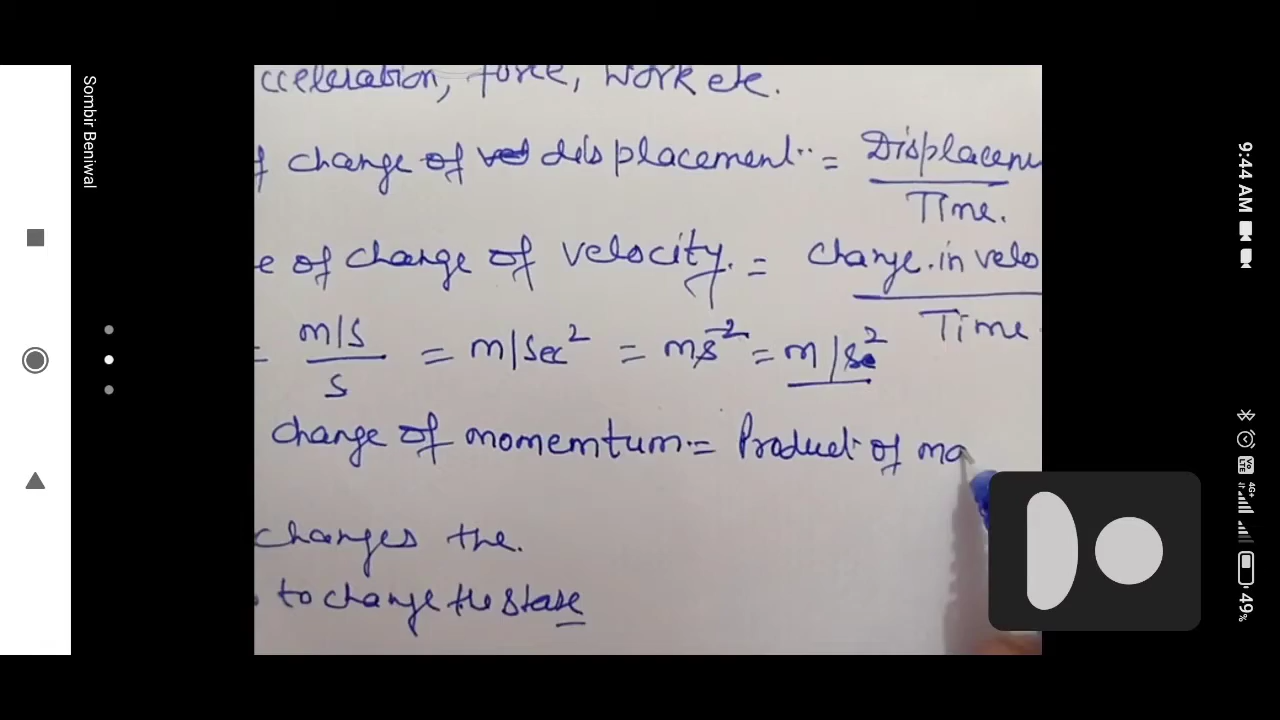 cceleration, force, work etc.
f change of displacement = Displacem
Time.
e of change of velocity. = change in velo
Time
= m/s / s = m/sec² = ms⁻² = m/s²
change of momemtum = Product of ma
changes the.
to change the state
Sombir Beniwal
9:44 AM
4G+
49%